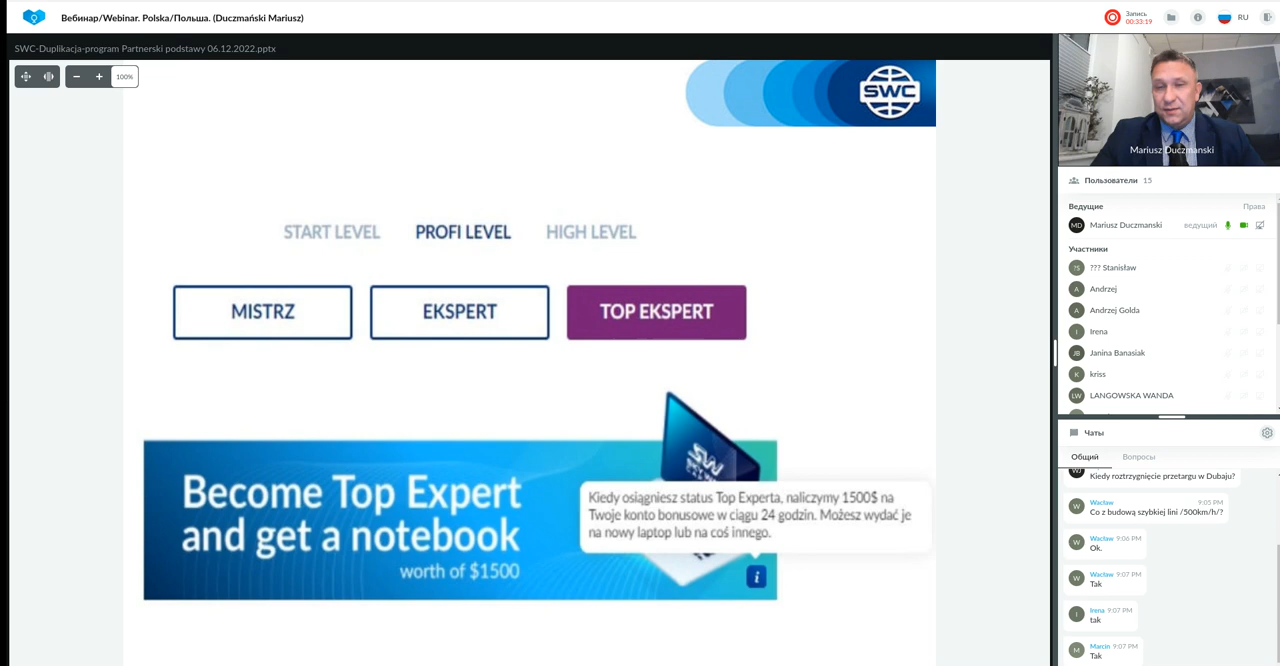 Вебинар/Webinar. Polska/Польша. (Duczmański Mariusz)
Запись
00:33:19
RU
SWC-Duplikacja-program Partnerski podstawy 06.12.2022.pptx
100%
SWC
START LEVEL PROFI LEVEL HIGH LEVEL
MISTRZ EKSPERT TOP EKSPERT
Become Top Expert
and get a notebook
worth of $1500
Kiedy osiągniesz status Top Experta, naliczymy 1500$ na
Twoje konto bonusowe w ciągu 24 godzin. Możesz wydać je
na nowy laptop lub na coś innego.
i
Mariusz Duczmanski
Пользователи 15
Ведущие Права
MD Mariusz Duczmanski ведущий
Участники
?S ??? Stanisław
A Andrzej
A Andrzej Golda
I Irena
JB Janina Banasiak
K kriss
LW LANGOWSKA WANDA
Чаты
Общий Вопросы
Kiedy roztrzygnięcie przetargu w Dubaju?
W Wacław 9:05 PM
Co z budową szybkiej lini /500km/h/?
W Wacław 9:06 PM
Ok.
W Wacław 9:07 PM
Tak
I Irena 9:07 PM
tak
M Marcin 9:07 PM
Tak